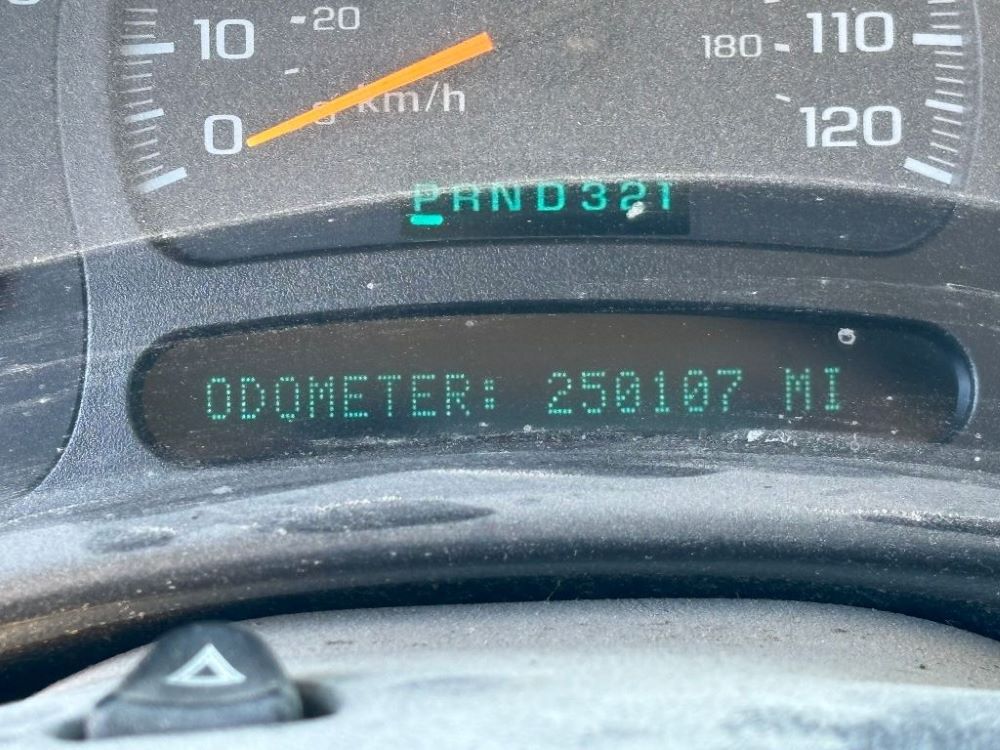 10 20 180 110
km/h
0 120
PRND321
ODOMETER: 250107 MI